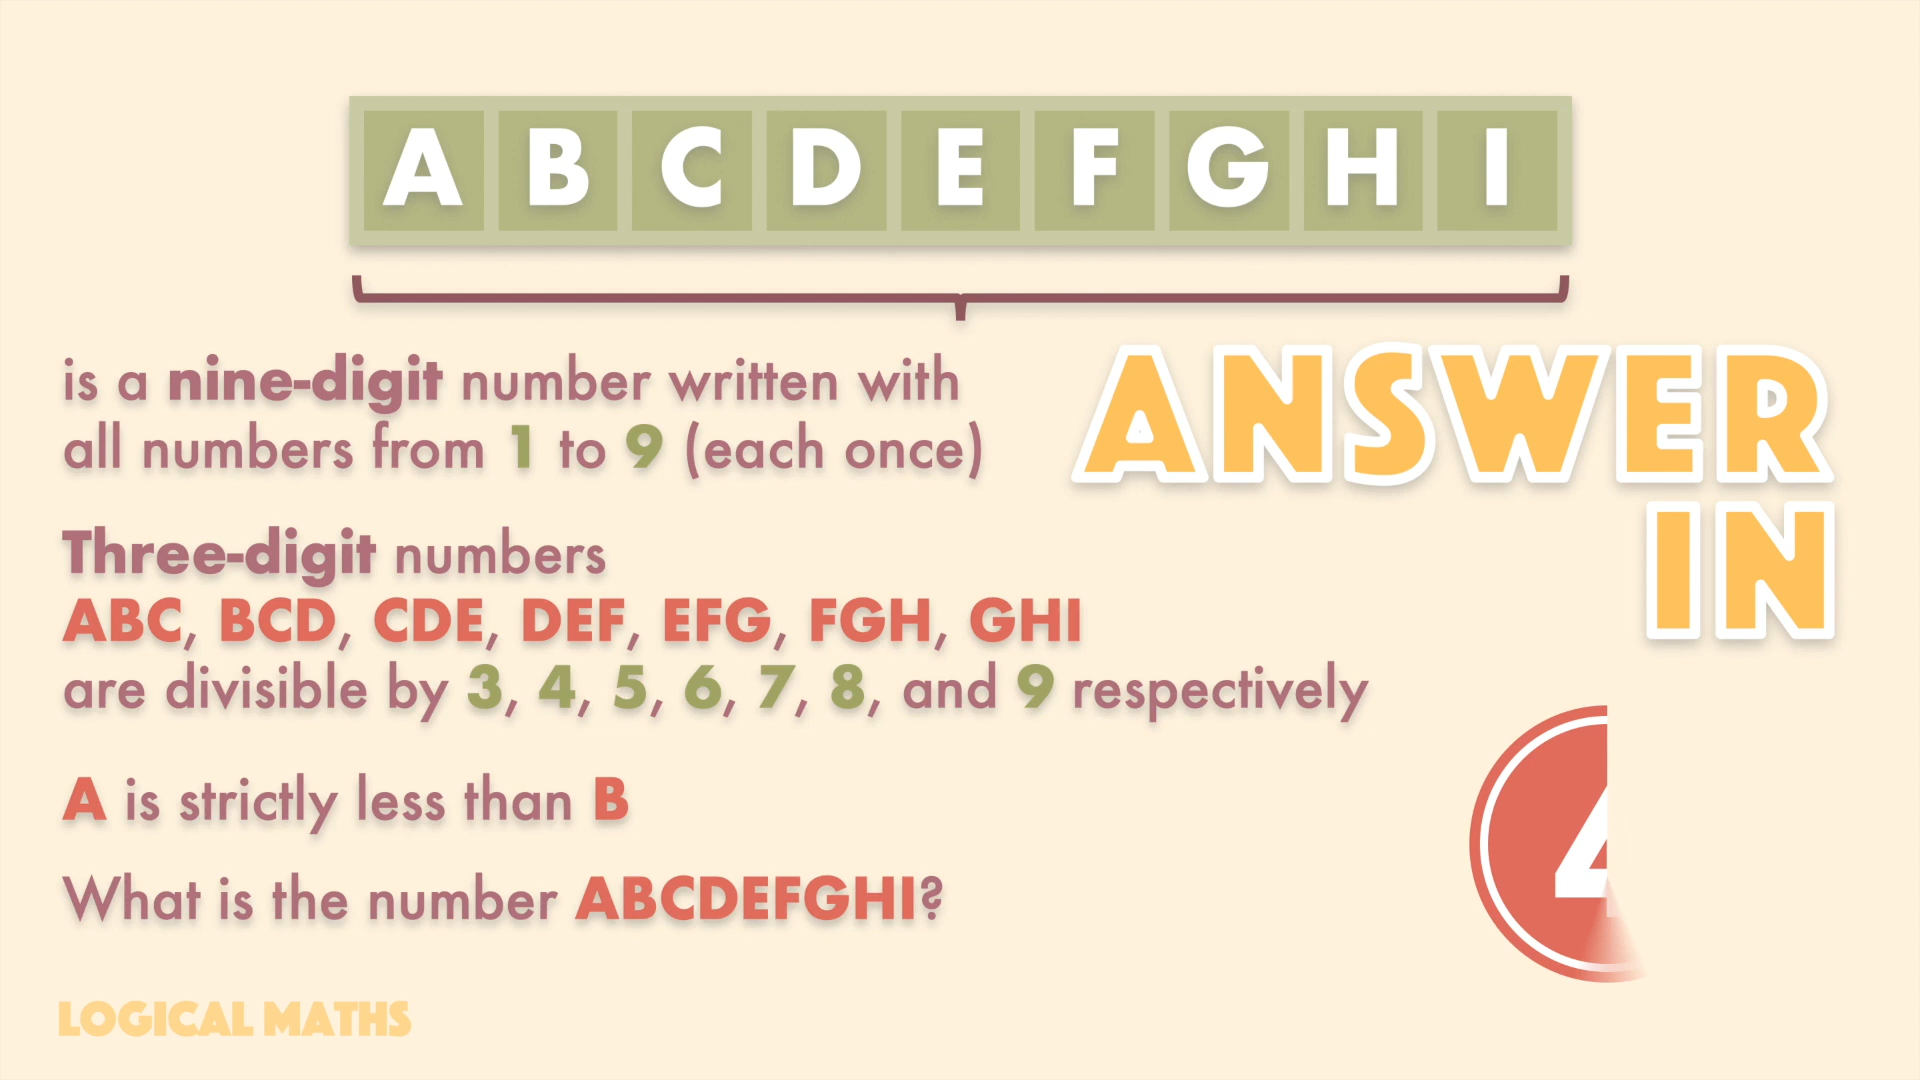 A B C D E F G H I
is a nine-digit number written with
all numbers from 1 to 9 (each once)
ANSWER
IN
Three-digit numbers
ABC, BCD, CDE, DEF, EFG, FGH, GHI
are divisible by 3, 4, 5, 6, 7, 8, and 9 respectively
4
A is strictly less than B
What is the number ABCDEFGHI?
LOGICAL MATHS